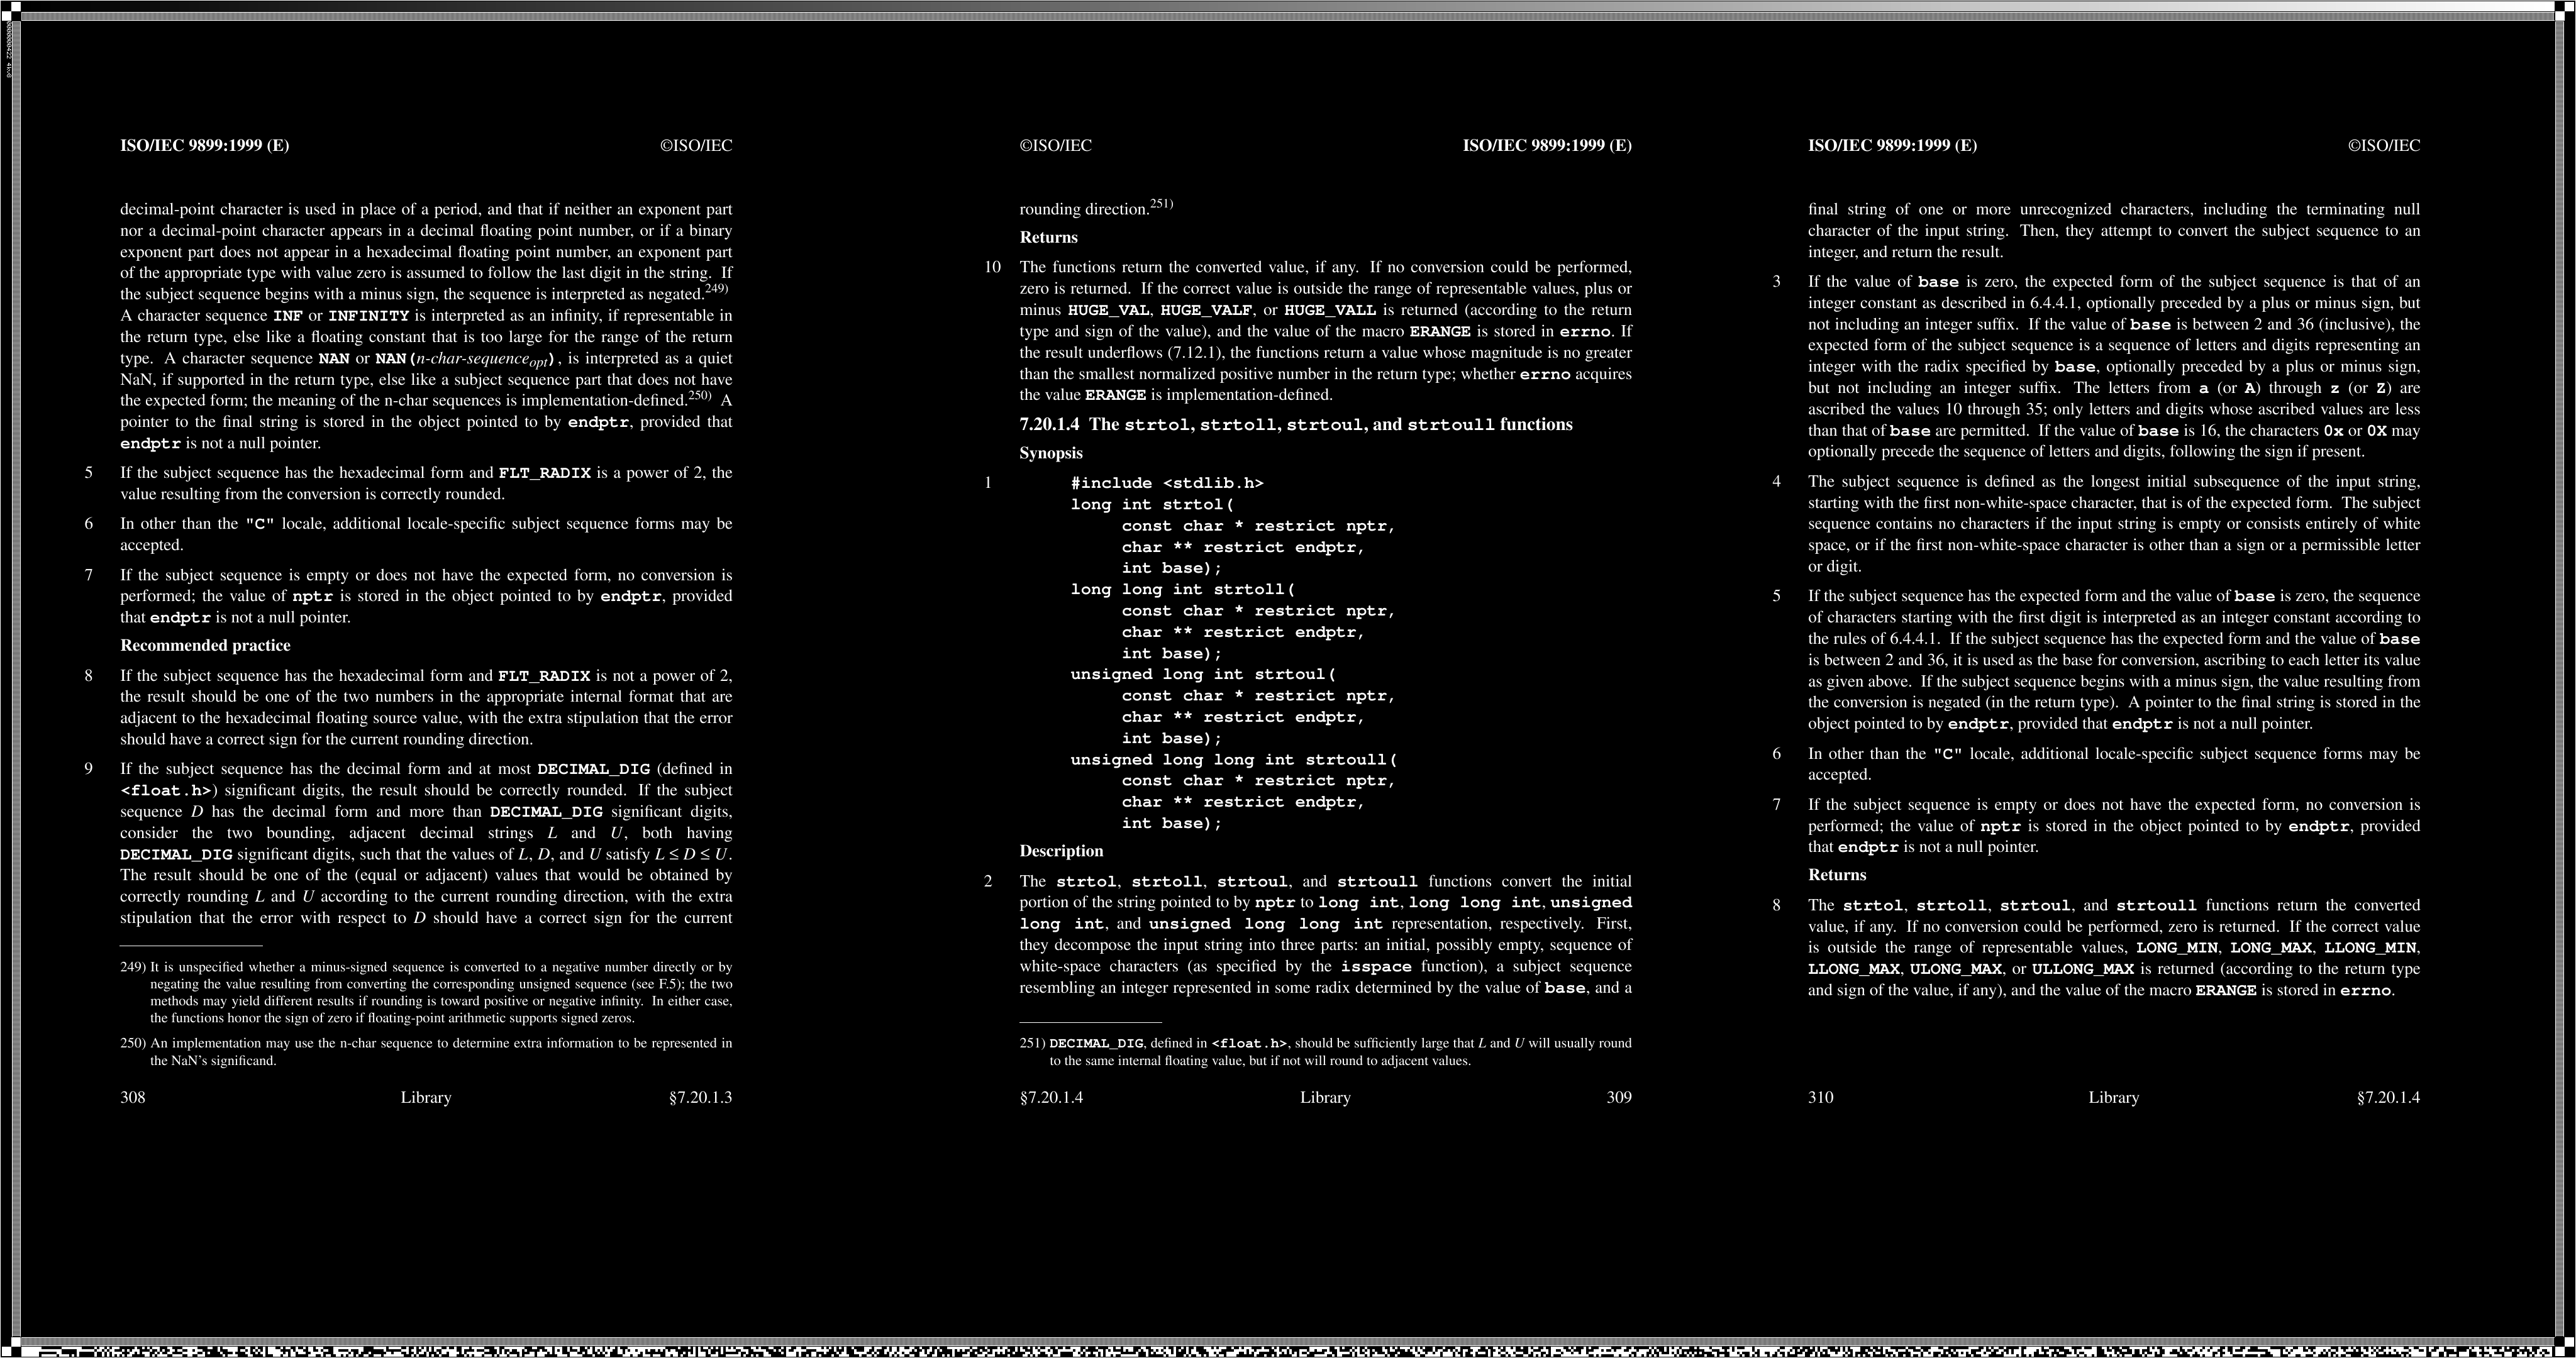 ISO/IEC 9899:1999 (E) ©ISO/IEC
decimal-point character is used in place of a period, and that if neither an exponent part
nor a decimal-point character appears in a decimal floating point number, or if a binary
exponent part does not appear in a hexadecimal floating point number, an exponent part
of the appropriate type with value zero is assumed to follow the last digit in the string. If
the subject sequence begins with a minus sign, the sequence is interpreted as negated.249)
A character sequence INF or INFINITY is interpreted as an infinity, if representable in
the return type, else like a floating constant that is too large for the range of the return
type. A character sequence NAN or NAN(n-char-sequenceopt), is interpreted as a quiet
NaN, if supported in the return type, else like a subject sequence part that does not have
the expected form; the meaning of the n-char sequences is implementation-defined.250) A
pointer to the final string is stored in the object pointed to by endptr, provided that
endptr is not a null pointer.
5 If the subject sequence has the hexadecimal form and FLT_RADIX is a power of 2, the
value resulting from the conversion is correctly rounded.
6 In other than the "C" locale, additional locale-specific subject sequence forms may be
accepted.
7 If the subject sequence is empty or does not have the expected form, no conversion is
performed; the value of nptr is stored in the object pointed to by endptr, provided
that endptr is not a null pointer.
Recommended practice
8 If the subject sequence has the hexadecimal form and FLT_RADIX is not a power of 2,
the result should be one of the two numbers in the appropriate internal format that are
adjacent to the hexadecimal floating source value, with the extra stipulation that the error
should have a correct sign for the current rounding direction.
9 If the subject sequence has the decimal form and at most DECIMAL_DIG (defined in
<float.h>) significant digits, the result should be correctly rounded. If the subject
sequence D has the decimal form and more than DECIMAL_DIG significant digits,
consider the two bounding, adjacent decimal strings L and U, both having
DECIMAL_DIG significant digits, such that the values of L, D, and U satisfy L ≤ D ≤ U.
The result should be one of the (equal or adjacent) values that would be obtained by
correctly rounding L and U according to the current rounding direction, with the extra
stipulation that the error with respect to D should have a correct sign for the current
249) It is unspecified whether a minus-signed sequence is converted to a negative number directly or by
negating the value resulting from converting the corresponding unsigned sequence (see F.5); the two
methods may yield different results if rounding is toward positive or negative infinity. In either case,
the functions honor the sign of zero if floating-point arithmetic supports signed zeros.
250) An implementation may use the n-char sequence to determine extra information to be represented in
the NaN's significand.
308 Library §7.20.1.3
©ISO/IEC ISO/IEC 9899:1999 (E)
rounding direction.251)
Returns
10 The functions return the converted value, if any. If no conversion could be performed,
zero is returned. If the correct value is outside the range of representable values, plus or
minus HUGE_VAL, HUGE_VALF, or HUGE_VALL is returned (according to the return
type and sign of the value), and the value of the macro ERANGE is stored in errno. If
the result underflows (7.12.1), the functions return a value whose magnitude is no greater
than the smallest normalized positive number in the return type; whether errno acquires
the value ERANGE is implementation-defined.
7.20.1.4 The strtol, strtoll, strtoul, and strtoull functions
Synopsis
1 #include <stdlib.h>
long int strtol(
const char * restrict nptr,
char ** restrict endptr,
int base);
long long int strtoll(
const char * restrict nptr,
char ** restrict endptr,
int base);
unsigned long int strtoul(
const char * restrict nptr,
char ** restrict endptr,
int base);
unsigned long long int strtoull(
const char * restrict nptr,
char ** restrict endptr,
int base);
Description
2 The strtol, strtoll, strtoul, and strtoull functions convert the initial
portion of the string pointed to by nptr to long int, long long int, unsigned
long int, and unsigned long long int representation, respectively. First,
they decompose the input string into three parts: an initial, possibly empty, sequence of
white-space characters (as specified by the isspace function), a subject sequence
resembling an integer represented in some radix determined by the value of base, and a
251) DECIMAL_DIG, defined in <float.h>, should be sufficiently large that L and U will usually round
to the same internal floating value, but if not will round to adjacent values.
§7.20.1.4 Library 309
ISO/IEC 9899:1999 (E) ©ISO/IEC
final string of one or more unrecognized characters, including the terminating null
character of the input string. Then, they attempt to convert the subject sequence to an
integer, and return the result.
3 If the value of base is zero, the expected form of the subject sequence is that of an
integer constant as described in 6.4.4.1, optionally preceded by a plus or minus sign, but
not including an integer suffix. If the value of base is between 2 and 36 (inclusive), the
expected form of the subject sequence is a sequence of letters and digits representing an
integer with the radix specified by base, optionally preceded by a plus or minus sign,
but not including an integer suffix. The letters from a (or A) through z (or Z) are
ascribed the values 10 through 35; only letters and digits whose ascribed values are less
than that of base are permitted. If the value of base is 16, the characters 0x or 0X may
optionally precede the sequence of letters and digits, following the sign if present.
4 The subject sequence is defined as the longest initial subsequence of the input string,
starting with the first non-white-space character, that is of the expected form. The subject
sequence contains no characters if the input string is empty or consists entirely of white
space, or if the first non-white-space character is other than a sign or a permissible letter
or digit.
5 If the subject sequence has the expected form and the value of base is zero, the sequence
of characters starting with the first digit is interpreted as an integer constant according to
the rules of 6.4.4.1. If the subject sequence has the expected form and the value of base
is between 2 and 36, it is used as the base for conversion, ascribing to each letter its value
as given above. If the subject sequence begins with a minus sign, the value resulting from
the conversion is negated (in the return type). A pointer to the final string is stored in the
object pointed to by endptr, provided that endptr is not a null pointer.
6 In other than the "C" locale, additional locale-specific subject sequence forms may be
accepted.
7 If the subject sequence is empty or does not have the expected form, no conversion is
performed; the value of nptr is stored in the object pointed to by endptr, provided
that endptr is not a null pointer.
Returns
8 The strtol, strtoll, strtoul, and strtoull functions return the converted
value, if any. If no conversion could be performed, zero is returned. If the correct value
is outside the range of representable values, LONG_MIN, LONG_MAX, LLONG_MIN,
LLONG_MAX, ULONG_MAX, or ULLONG_MAX is returned (according to the return type
and sign of the value, if any), and the value of the macro ERANGE is stored in errno.
310 Library §7.20.1.4